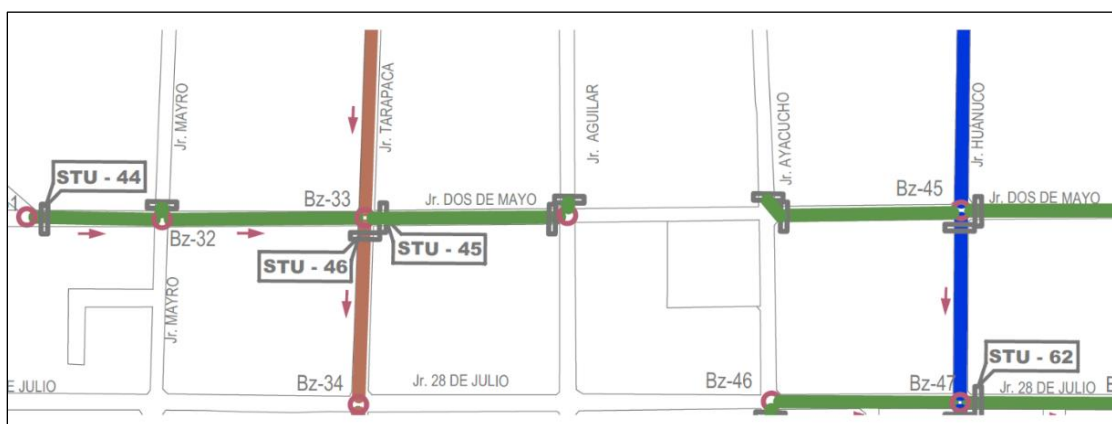 Jr. MAYRO
Jr. TARAPACA
Jr. AGUILAR
Jr. AYACUCHO
Jr. HUÁNUCO
STU - 44
Bz-33
Jr. DOS DE MAYO
Bz-45
Jr. DOS DE MAYO
Bz-32
STU - 46
STU - 45
Jr. MAYRO
STU - 62
E JULIO
Bz-34
Jr. 28 DE JULIO
Bz-46
Bz-47
Jr. 28 DE JULIO